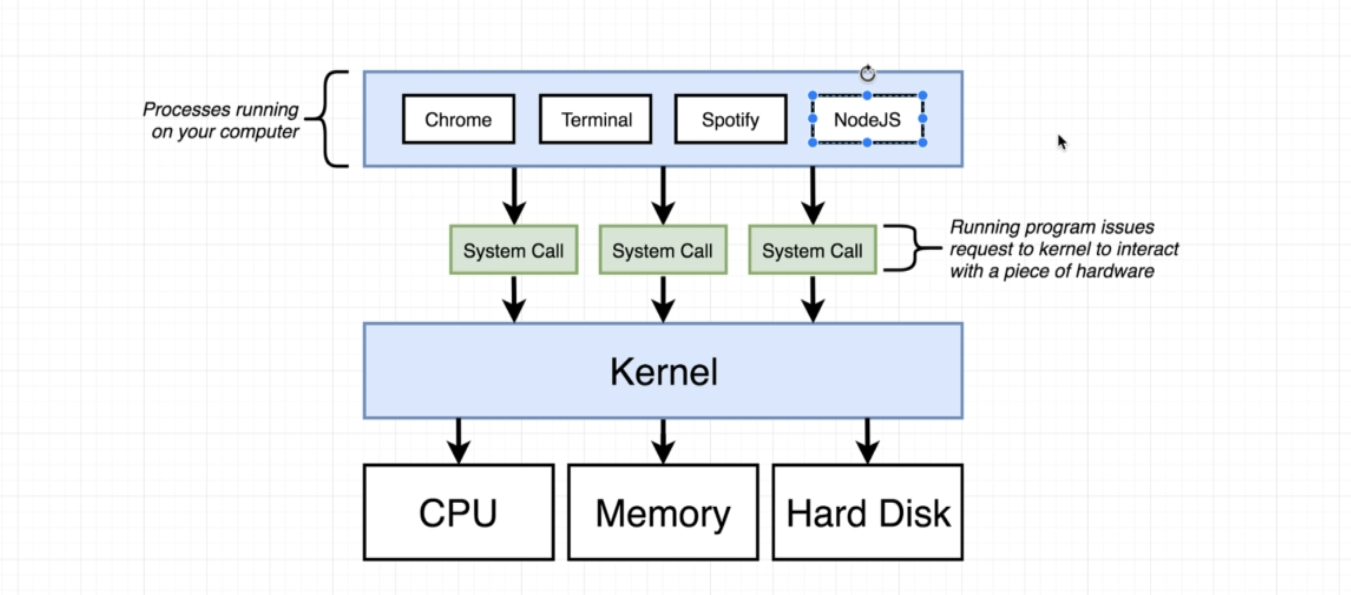 Processes running
on your computer
Chrome
Terminal
Spotify
NodeJS
System Call
System Call
System Call
Running program issues
request to kernel to interact
with a piece of hardware
Kernel
CPU
Memory
Hard Disk